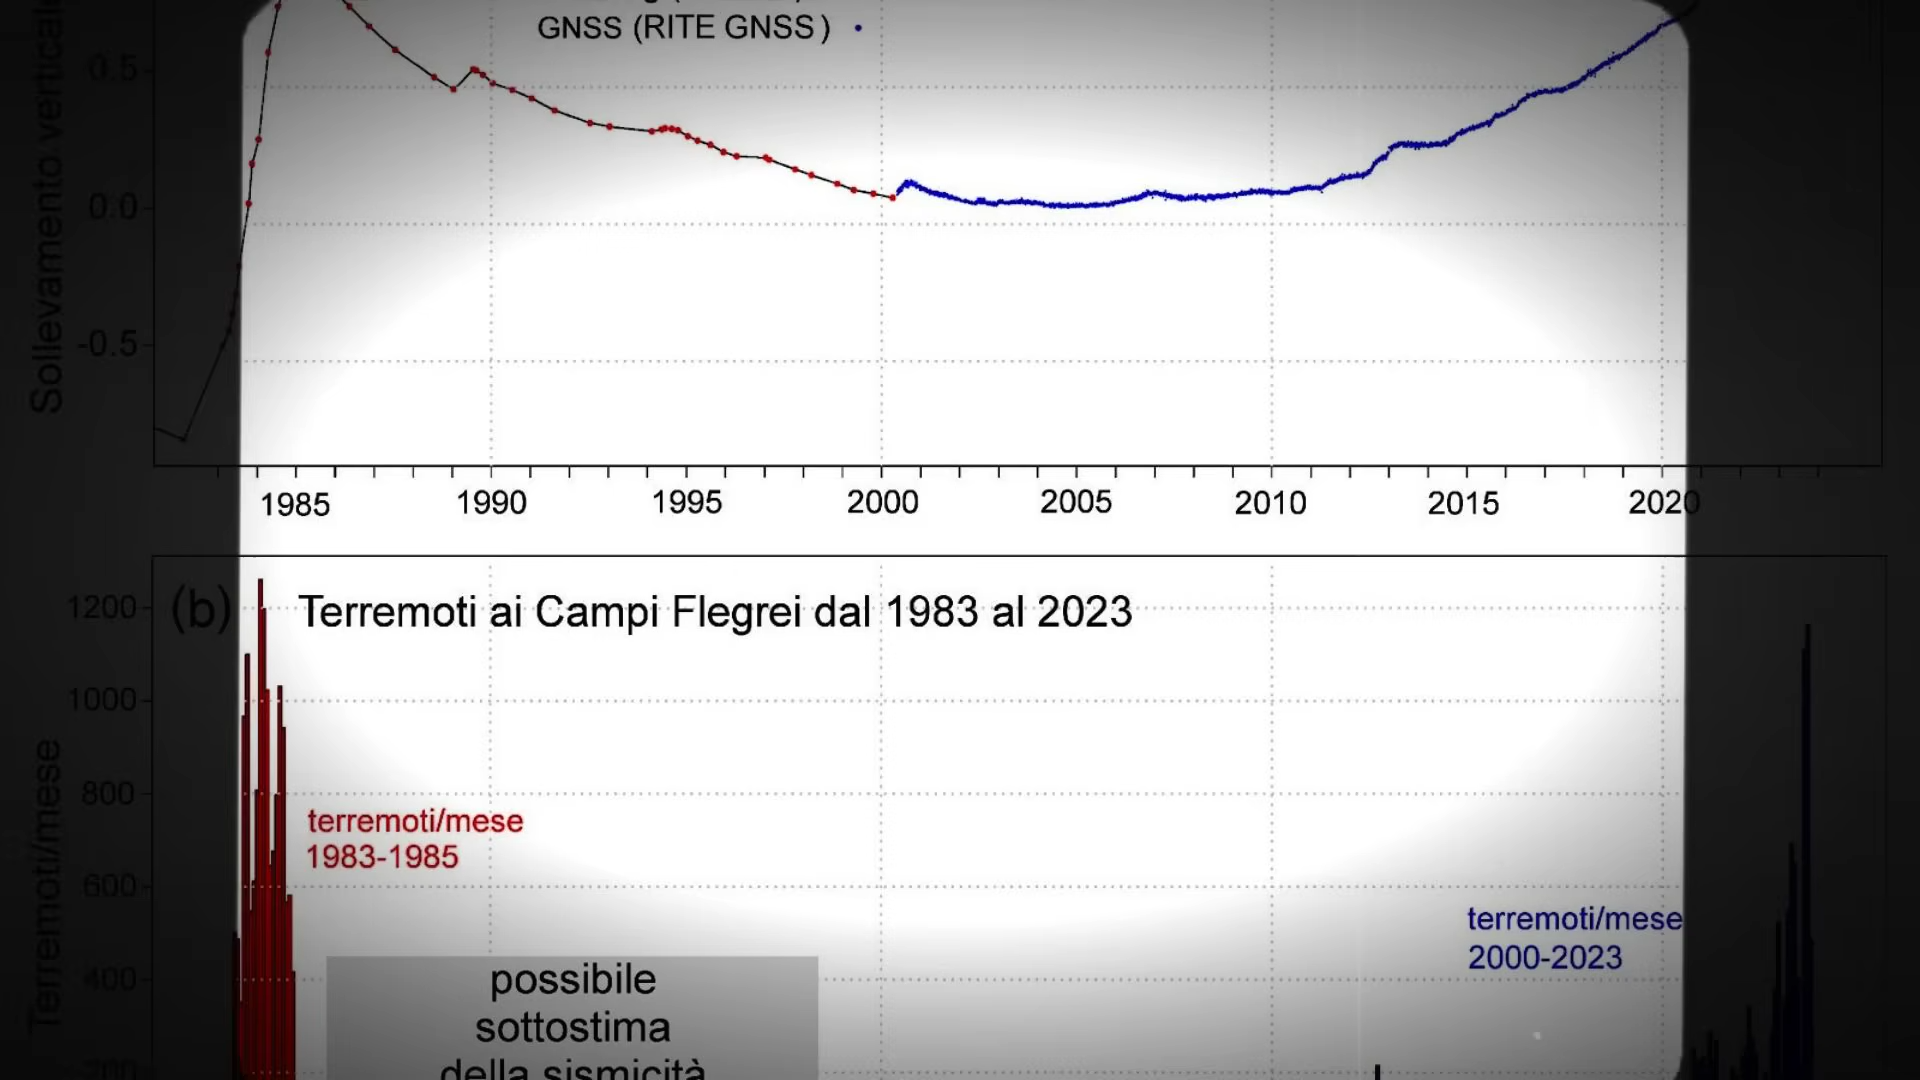 GNSS (RITE GNSS)
Sollevamento verticale
0.5
0.0
-0.5
1985 1990 1995 2000 2005 2010 2015 2020
(b) Terremoti ai Campi Flegrei dal 1983 al 2023
Terremoti/mese
1200
1000
800
600
400
200
terremoti/mese
1983-1985
terremoti/mese
2000-2023
possibile
sottostima
della sismicità